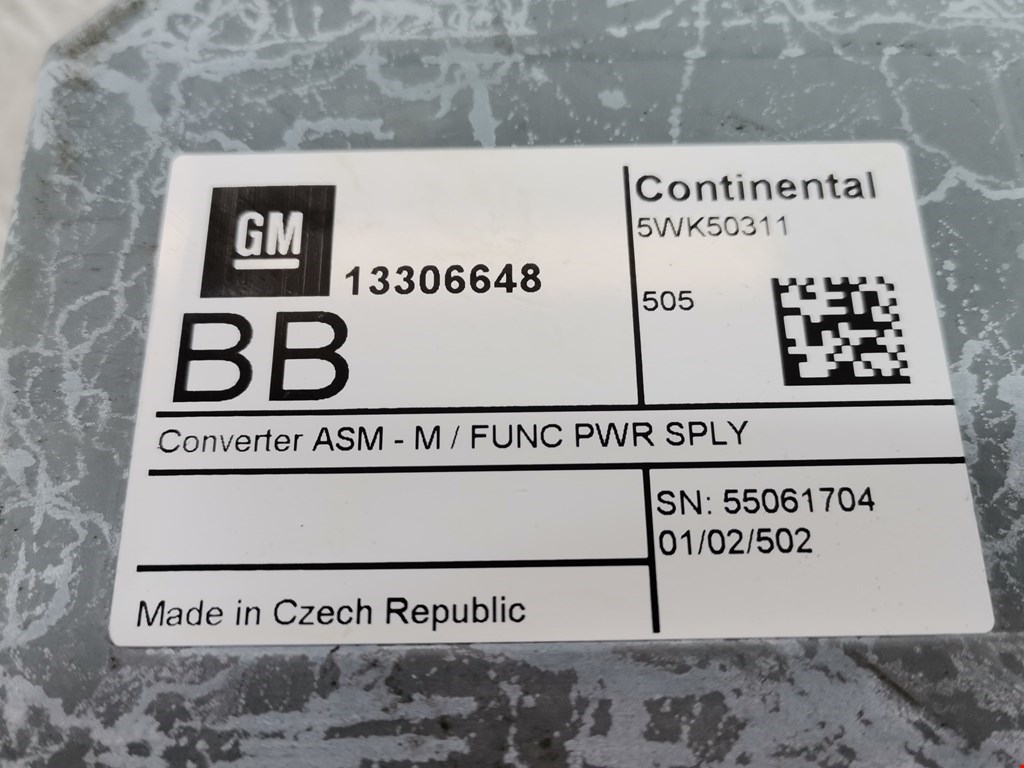 GM
13306648
BB
Continental
5WK50311
505
Converter ASM - M / FUNC PWR SPLY
SN: 55061704
01/02/502
Made in Czech Republic